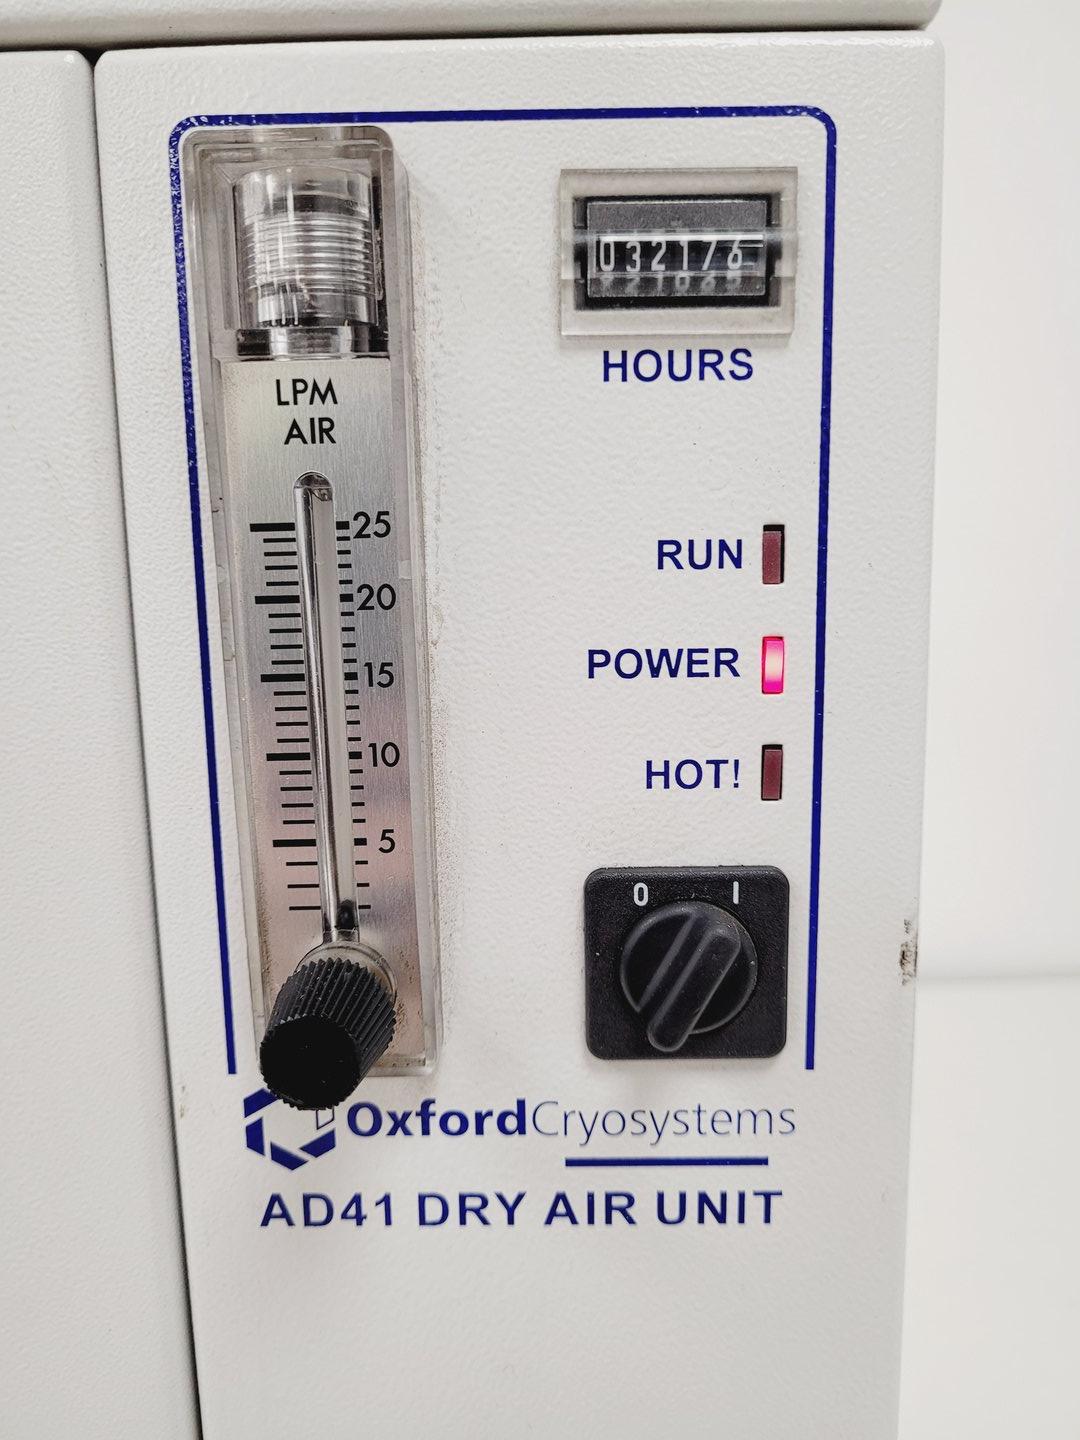 032176
HOURS
LPM
AIR
25
20
15
10
5
RUN
POWER
HOT!
0 I
OxfordCryosystems
AD41 DRY AIR UNIT